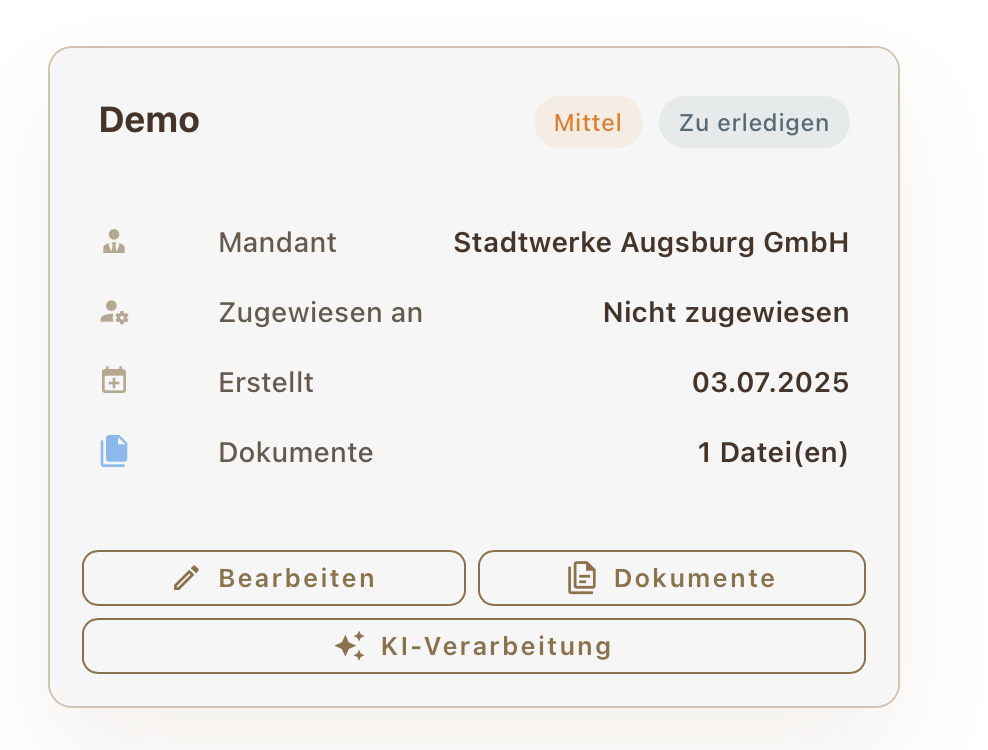 Demo
Mittel
Zu erledigen
Mandant Stadtwerke Augsburg GmbH
Zugewiesen an Nicht zugewiesen
Erstellt 03.07.2025
Dokumente 1 Datei(en)
Bearbeiten
Dokumente
KI-Verarbeitung